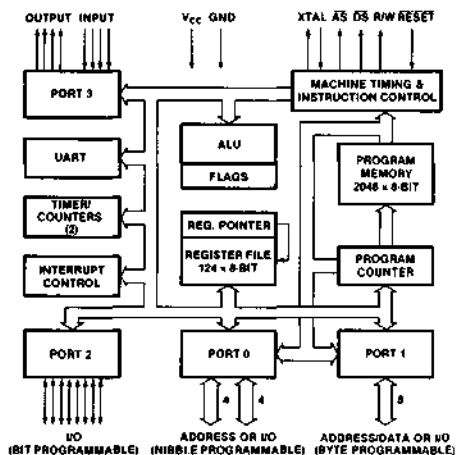 OUTPUT INPUT
VCC GND
XTAL AS DS R/W RESET
PORT 3
MACHINE TIMING &
INSTRUCTION CONTROL
UART
ALU
FLAGS
PROGRAM
MEMORY
2048 x 8-BIT
TIMER/
COUNTERS
(2)
REG. POINTER
REGISTER FILE
124 x 8-BIT
INTERRUPT
CONTROL
PROGRAM
COUNTER
PORT 2
PORT 0
PORT 1
4
4
8
I/O
(BIT PROGRAMMABLE)
ADDRESS OR I/O
(NIBBLE PROGRAMMABLE)
ADDRESS/DATA OR I/O
(BYTE PROGRAMMABLE)